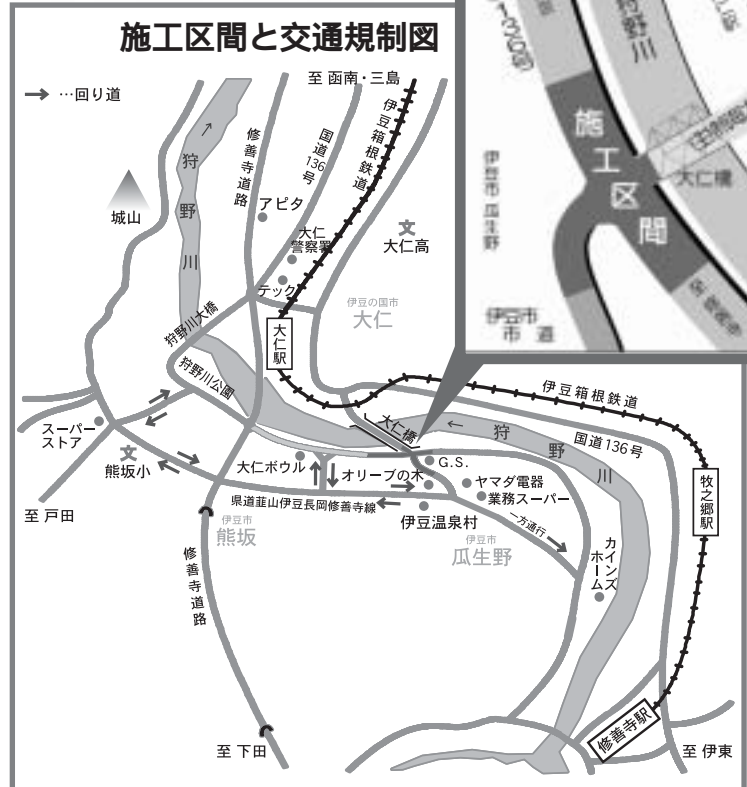 施工区間と交通規制図
→ …回り道
至 函南・三島
伊豆箱根鉄道
国道136号
修善寺道路
狩野川
↑
城山
アピタ
大仁警察署
文
大仁高
テック
伊豆の国市
大仁
大仁駅
狩野川大橋
狩野川公園
スーパーストア
文
熊坂小
至 戸田
大仁ボウル
オリーブの木
大仁橋
G.S.
ヤマダ電器
業務スーパー
県道韮山伊豆長岡修善寺線
伊豆温泉村
伊豆市
熊坂
伊豆市
瓜生野
一方通行
← 狩野川
伊豆箱根鉄道
国道136号
牧之郷駅
カインズホーム
修善寺道路
至 下田
修善寺駅
至 伊東
狩野川
施工区間
大仁橋
伊豆市 瓜生野
伊豆市
市道